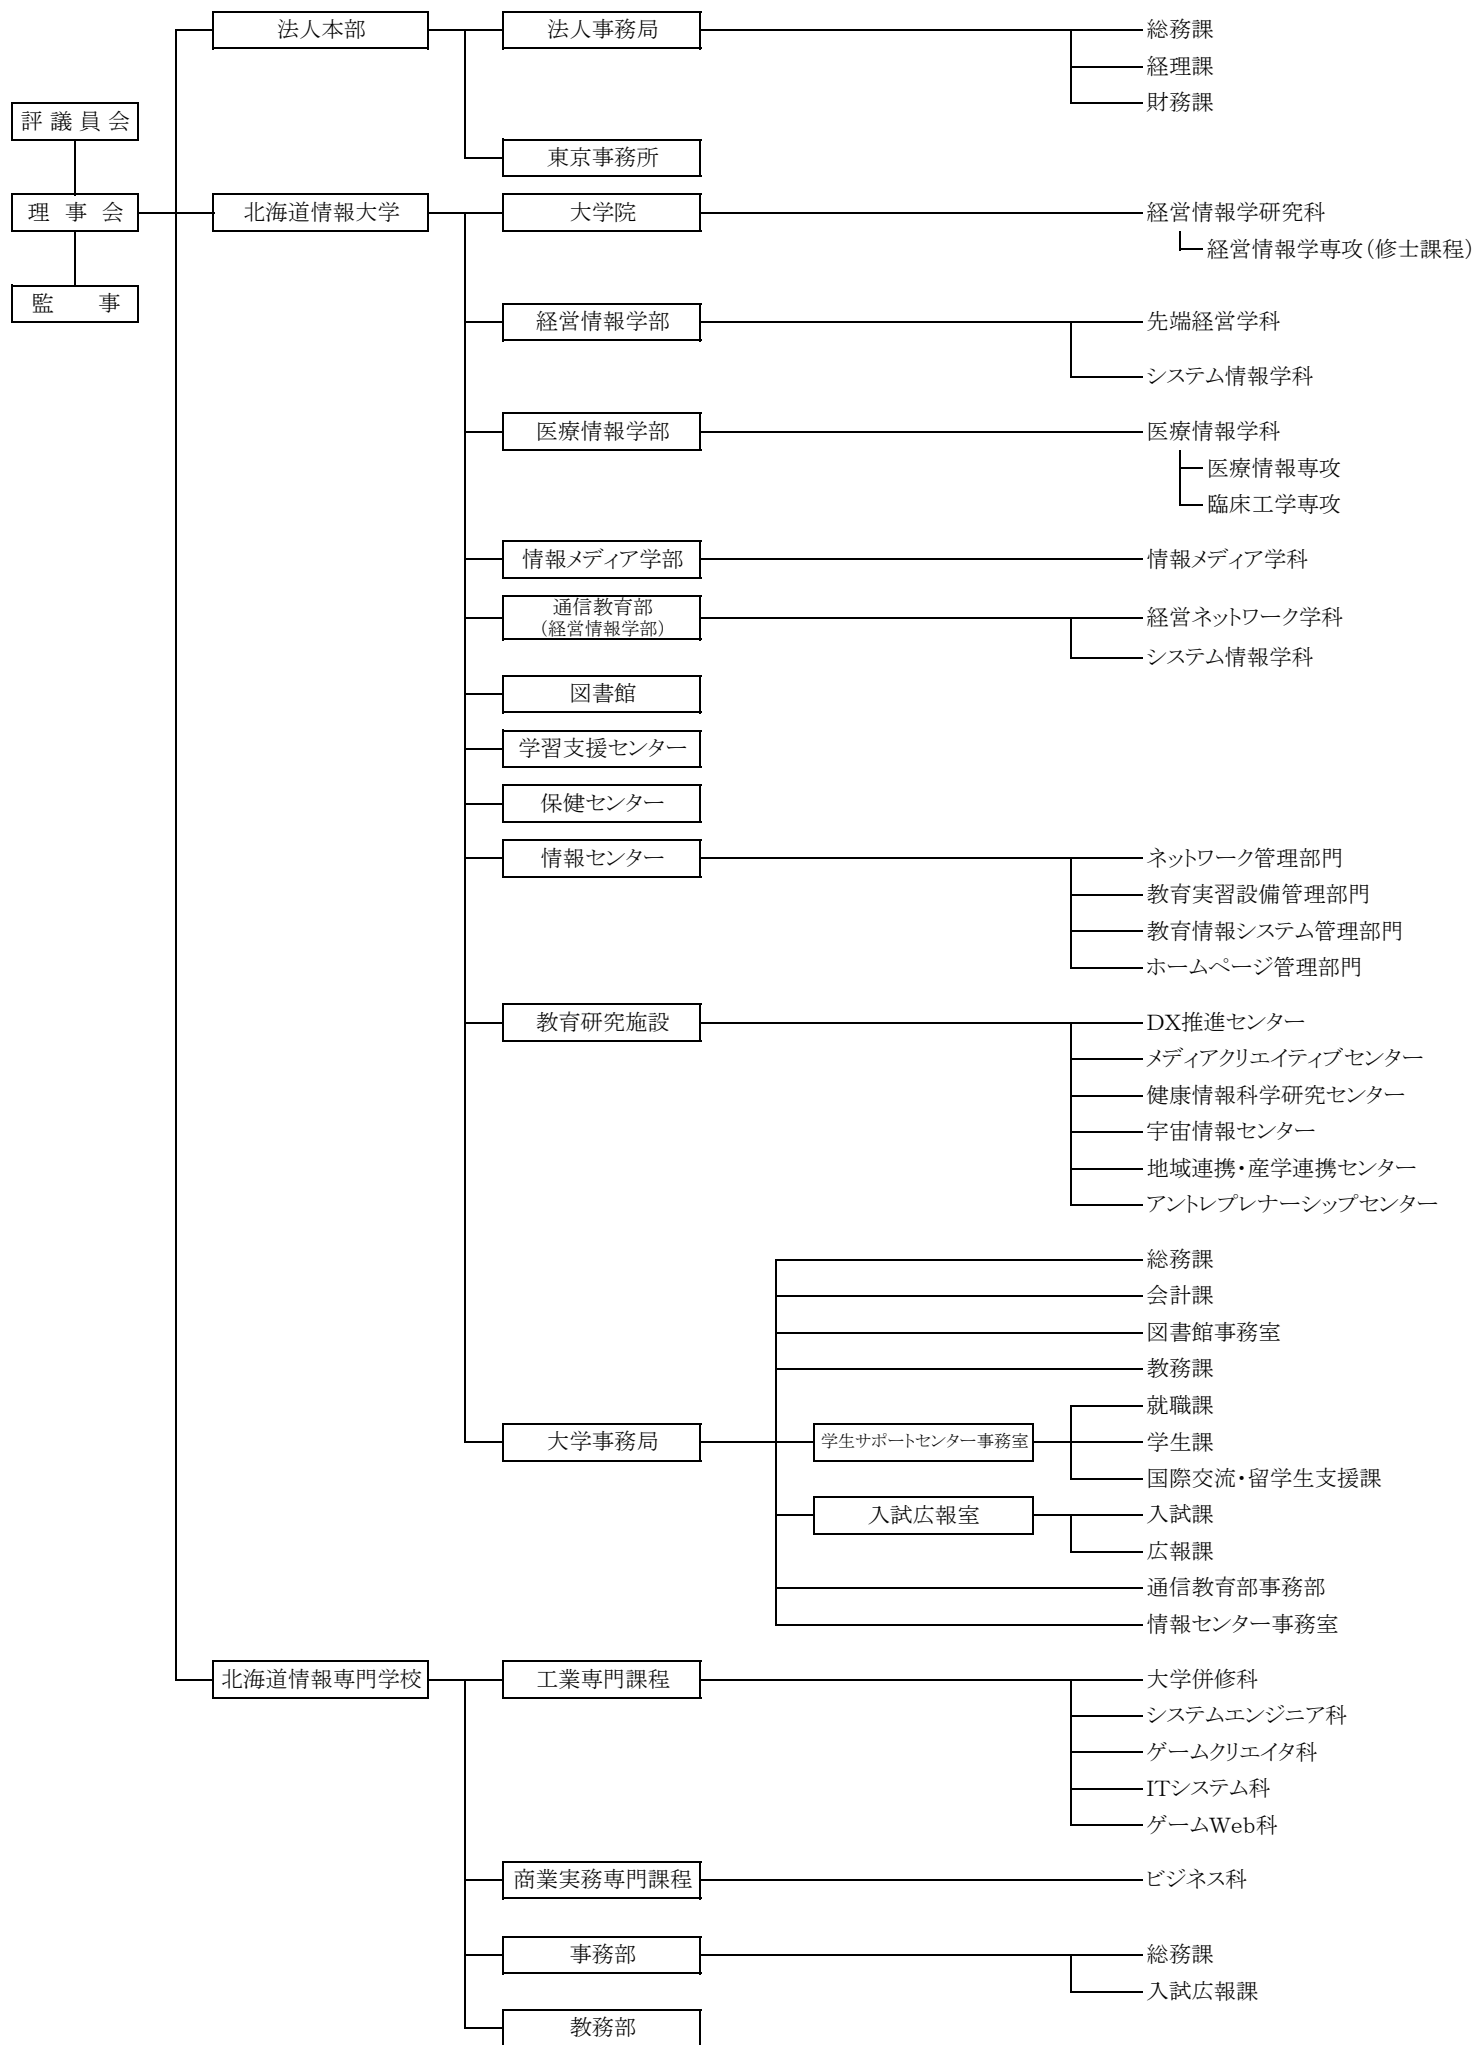 法人本部
法人事務局
総務課
経理課
財務課
評議員会
東京事務所
理事会
北海道情報大学
大学院
経営情報学研究科
経営情報学専攻(修士課程)
監 事
経営情報学部
先端経営学科
システム情報学科
医療情報学部
医療情報学科
医療情報専攻
臨床工学専攻
情報メディア学部
情報メディア学科
通信教育部
(経営情報学部)
経営ネットワーク学科
システム情報学科
図書館
学習支援センター
保健センター
情報センター
ネットワーク管理部門
教育実習設備管理部門
教育情報システム管理部門
ホームページ管理部門
教育研究施設
DX推進センター
メディアクリエイティブセンター
健康情報科学研究センター
宇宙情報センター
地域連携・産学連携センター
アントレプレナーシップセンター
総務課
会計課
図書館事務室
教務課
就職課
大学事務局
学生サポートセンター事務室
学生課
国際交流・留学生支援課
入試広報室
入試課
広報課
通信教育部事務部
情報センター事務室
北海道情報専門学校
工業専門課程
大学併修科
システムエンジニア科
ゲームクリエイタ科
ITシステム科
ゲームWeb科
商業実務専門課程
ビジネス科
事務部
総務課
入試広報課
教務部